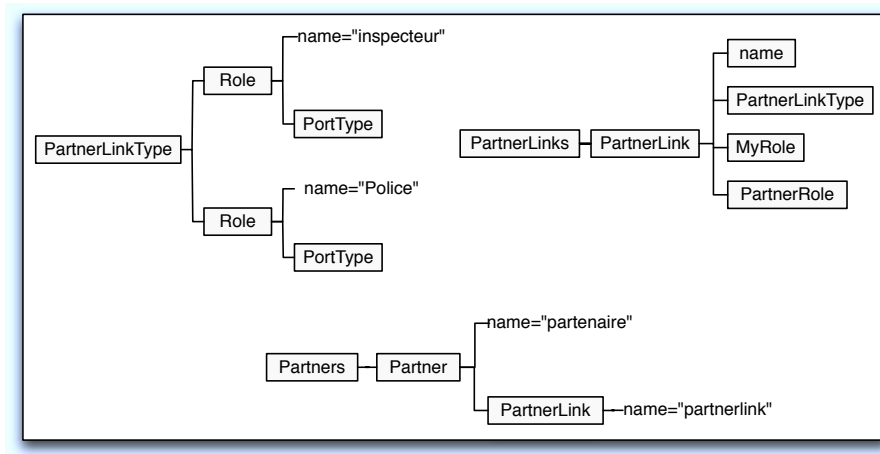 name="inspecteur"
Role
PortType
PartnerLinkType
name="Police"
Role
PortType
name
PartnerLinkType
PartnerLinks
PartnerLink
MyRole
PartnerRole
name="partenaire"
Partners
Partner
PartnerLink
name="partnerlink"